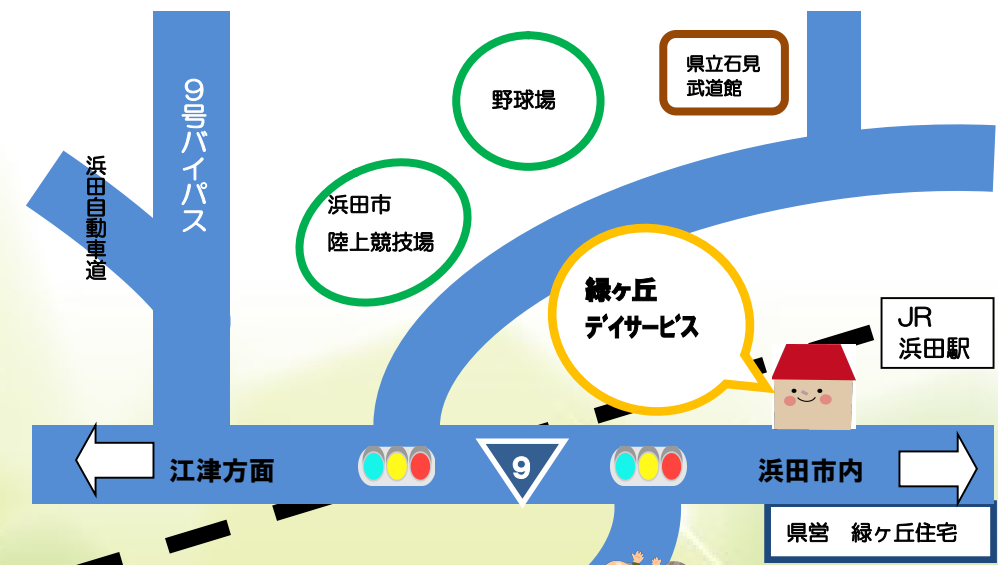 9号バイパス
浜田自動車道
野球場
県立石見
武道館
浜田市
陸上競技場
緑ヶ丘
デイサービス
JR
浜田駅
江津方面
9
浜田市内
県営 緑ヶ丘住宅